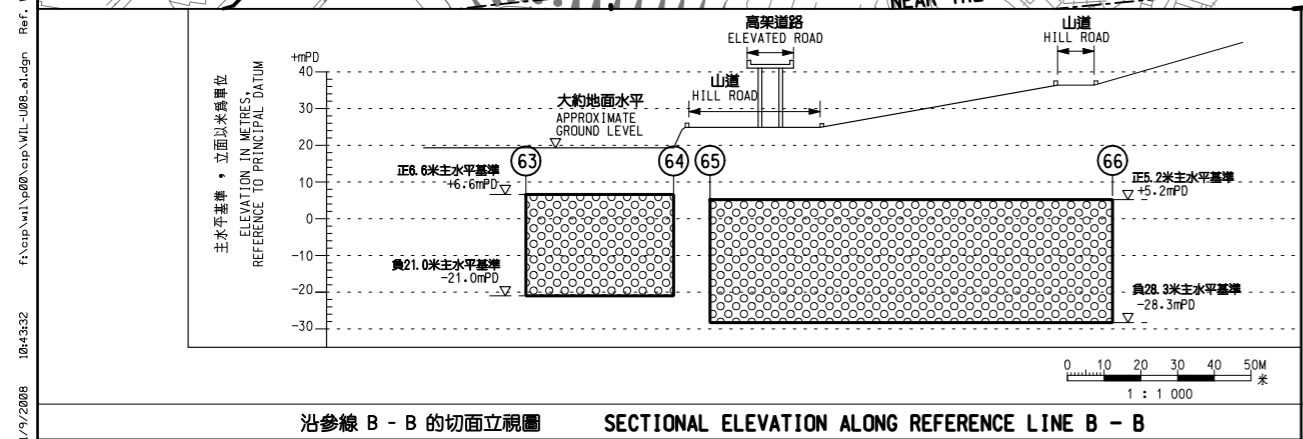 NEAR THE
高架道路
ELEVATED ROAD
山道
HILL ROAD
+mPD
40
30
20
10
0
-10
-20
-30
主水平基準 , 立面以米為單位
ELEVATION IN METRES,
REFERENCE TO PRINCIPAL DATUM
大約地面水平
APPROXIMATE
GROUND LEVEL
山道
HILL ROAD
63
64
65
66
正6.6米主水平基準
+6.6mPD
正5.2米主水平基準
+5.2mPD
負21.0米主水平基準
-21.0mPD
負28.3米主水平基準
-28.3mPD
0 10 20 30 40 50M
米
1 : 1 000
沿參線 B - B 的切面立視圖 SECTIONAL ELEVATION ALONG REFERENCE LINE B - B
/9/2008 10:43:32 f:\cip\wil\p00\cip\WIL-U08_a1.dgn Ref.